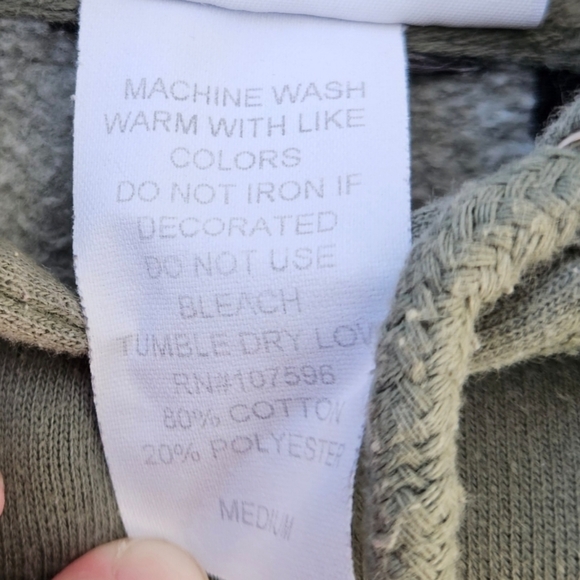 MACHINE WASH
WARM WITH LIKE
COLORS
DO NOT IRON IF
DECORATED
DO NOT USE
BLEACH
TUMBLE DRY LOW
RN#107596
80% COTTON
20% POLYESTER
MEDIUM